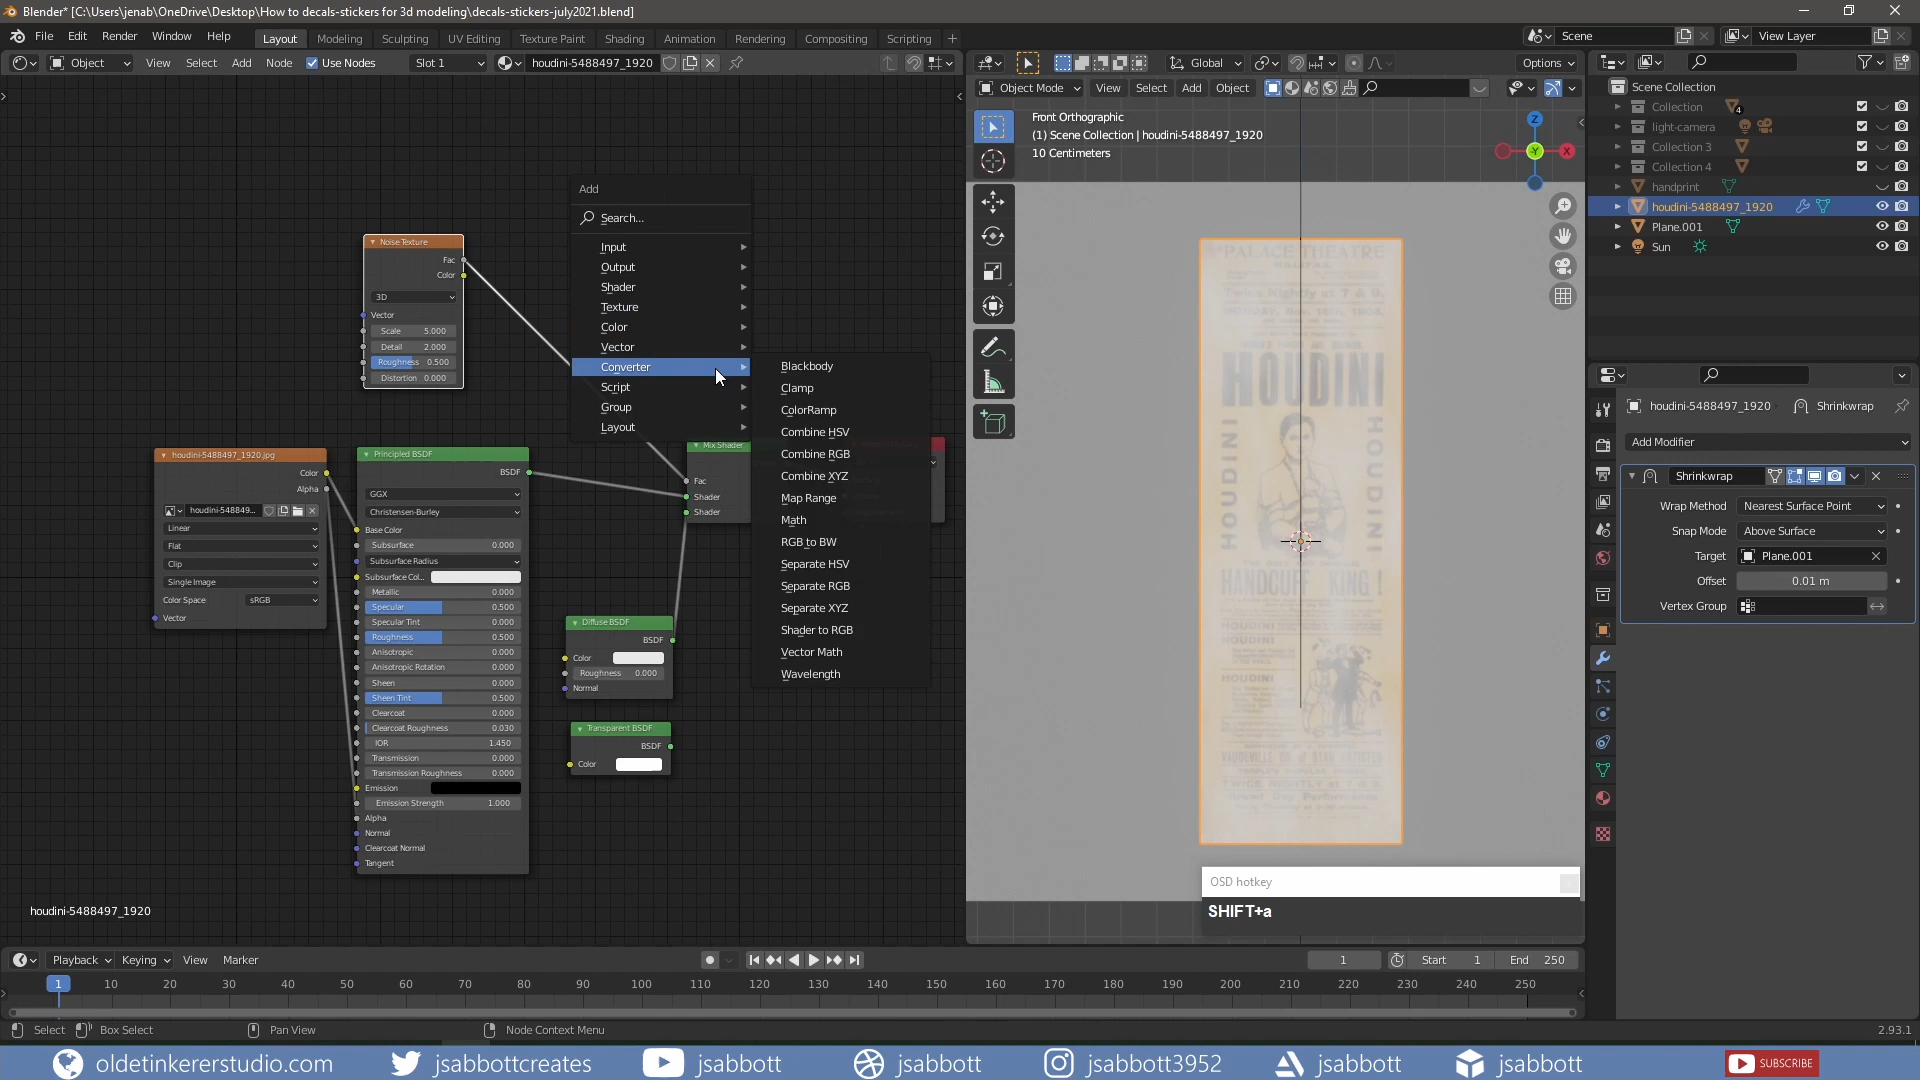 Blender* [C:\Users\jenab\OneDrive\Desktop\How to decals-stickers for 3d modeling\decals-stickers-july2021.blend]
File Edit Render Window Help Layout Modeling Sculpting UV Editing Texture Paint Shading Animation Rendering Compositing Scripting + Scene View Layer
Object View Select Add Node Use Nodes Slot 1 houdini-5488497_1920 Global Options
Object Mode View Select Add Object
Front Orthographic
(1) Scene Collection | houdini-5488497_1920
10 Centimeters
Z
Y
X
Scene Collection
Collection 4
light-camera
Collection 3
Collection 4
handprint
houdini-5488497_1920
Plane.001
Sun
Add
Search...
Input
Output
Shader
Texture
Color
Vector
Converter
Script
Group
Layout
Blackbody
Clamp
ColorRamp
Combine HSV
Combine RGB
Combine XYZ
Map Range
Math
RGB to BW
Separate HSV
Separate RGB
Separate XYZ
Shader to RGB
Vector Math
Wavelength
Noise Texture
Fac
Color
3D
Vector
Scale 5.000
Detail 2.000
Roughness 0.500
Distortion 0.000
houdini-5488497_1920.jpg
Color
Alpha
houdini-548849...
Linear
Flat
Clip
Single Image
Color Space sRGB
Vector
Principled BSDF
BSDF
GGX
Christensen-Burley
Base Color
Subsurface 0.000
Subsurface Radius
Subsurface Col...
Metallic 0.000
Specular 0.500
Specular Tint 0.000
Roughness 0.500
Anisotropic 0.000
Anisotropic Rotation 0.000
Sheen 0.000
Sheen Tint 0.500
Clearcoat 0.000
Clearcoat Roughness 0.030
IOR 1.450
Transmission 0.000
Transmission Roughness 0.000
Emission
Emission Strength 1.000
Alpha
Normal
Clearcoat Normal
Tangent
Mix Shader
Fac
Shader
Shader
Diffuse BSDF
BSDF
Color
Roughness 0.000
Normal
Transparent BSDF
BSDF
Color
houdini-5488497_1920
PALACE THEATRE
HALIFAX.
Twice Nightly at 7 & 9.
HOUDINI
HOUDINI
HOUDINI
HANDCUFF KING !
HOUDINI
HOUDINI
TWICE NIGHTLY at 7 & 9.
OSD hotkey
SHIFT+a
houdini-5488497_1920 Shrinkwrap
Add Modifier
Shrinkwrap
Wrap Method Nearest Surface Point
Snap Mode Above Surface
Target Plane.001
Offset 0.01 m
Vertex Group
Playback Keying View Marker 1 Start 1 End 250
1 10 20 30 40 50 60 70 80 90 100 110 120 130 140 150 160 170 180 190 200 210 220 230 240 250
Select Box Select Pan View Node Context Menu 2.93.1
oldetinkererstudio.com jsabbottcreates jsabbott jsabbott jsabbott3952 jsabbott jsabbott SUBSCRIBE